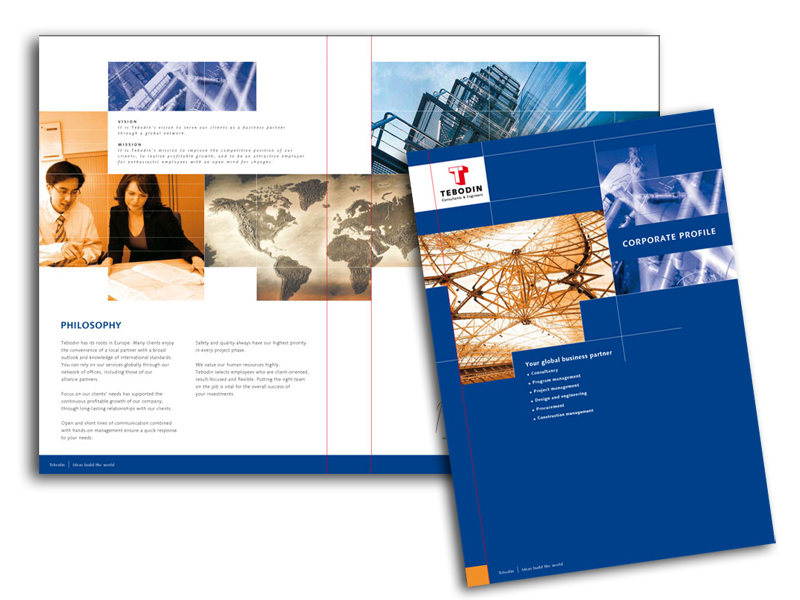 VISION
It is Tebodin's vision to serve our clients as a business partner
through a global network.
MISSION
It is Tebodin's mission to improve the competitive position of our
clients, to realise profitable growth, and to be an attractive employer
for enthusiastic employees with an open mind for changes.
PHILOSOPHY
Tebodin has its roots in Europe. Many clients enjoy
the convenience of a local partner with a broad
outlook and knowledge of international standards.
You can rely on our services globally through our
network of offices, including those of our
alliance partners.
Focus on our clients' needs has supported the
continuous profitable growth of our company,
through long-lasting relationships with our clients.
Open and short lines of communication combined
with hands on management ensure a quick response
to your needs.
Safety and quality always have our highest priority
in every project phase.
We value our human resources highly.
Tebodin selects employees who are client oriented,
result-focused and flexible. Putting the right team
on the job is vital for the overall success of
your investments.
Tebodin | Ideas build the world
TEBODIN
Consultants & Engineers
CORPORATE PROFILE
Your global business partner
• Consultancy
• Program management
• Project management
• Design and engineering
• Procurement
• Construction management
Tebodin | Ideas build the world